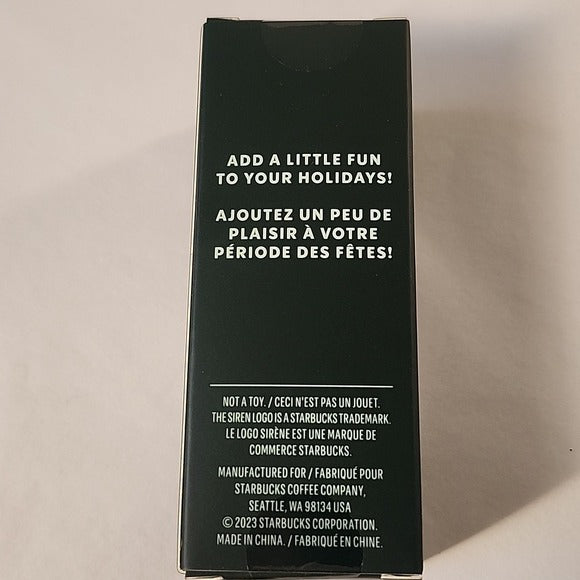 ADD A LITTLE FUN
TO YOUR HOLIDAYS!
AJOUTEZ UN PEU DE
PLAISIR À VOTRE
PÉRIODE DES FÊTES!
NOT A TOY. / CECI N'EST PAS UN JOUET.
THE SIREN LOGO IS A STARBUCKS TRADEMARK.
LE LOGO SIRÈNE EST UNE MARQUE DE
COMMERCE STARBUCKS.
MANUFACTURED FOR / FABRIQUÉ POUR
STARBUCKS COFFEE COMPANY,
SEATTLE, WA 98134 USA
© 2023 STARBUCKS CORPORATION.
MADE IN CHINA. / FABRIQUÉ EN CHINE.